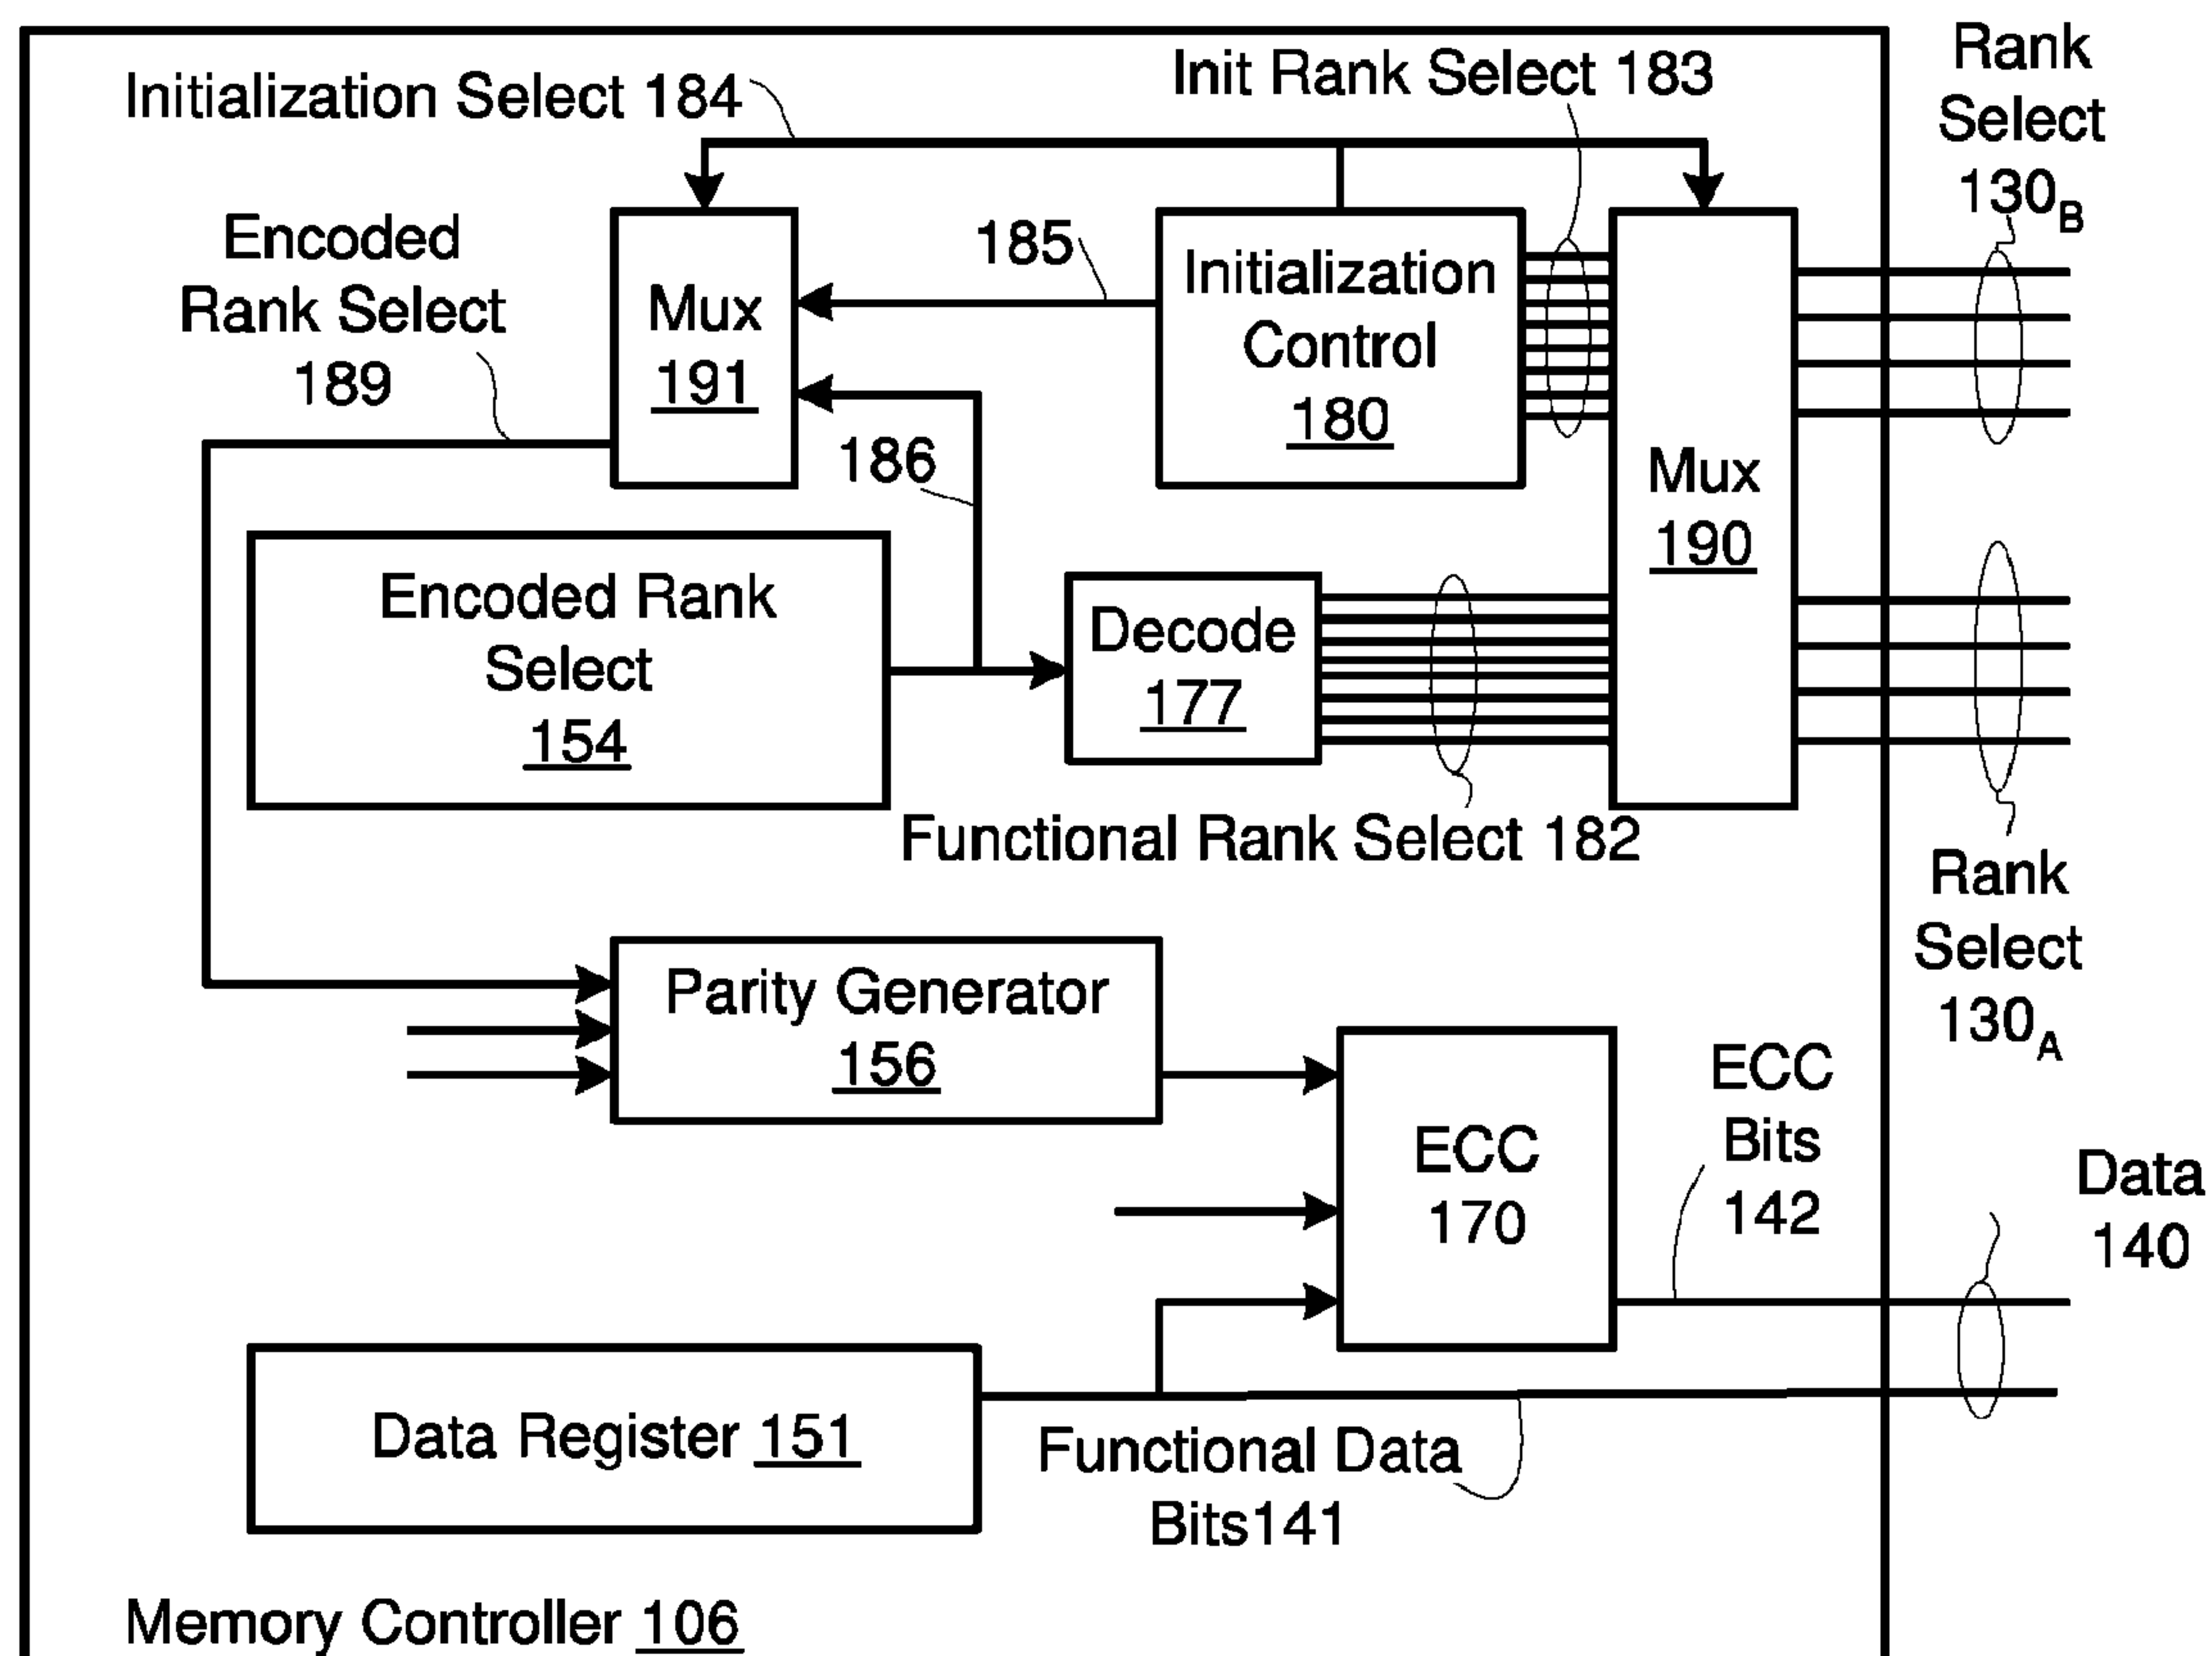 Initialization Select 184
Init Rank Select 183
Rank
Select
130B
Encoded
Rank Select
189
Mux
191
185
186
Initialization
Control
180
Mux
190
Encoded Rank
Select
154
Decode
177
Functional Rank Select 182
Rank
Select
130A
Parity Generator
156
ECC
170
ECC
Bits
142
Data
140
Data Register 151
Functional Data
Bits141
Memory Controller 106